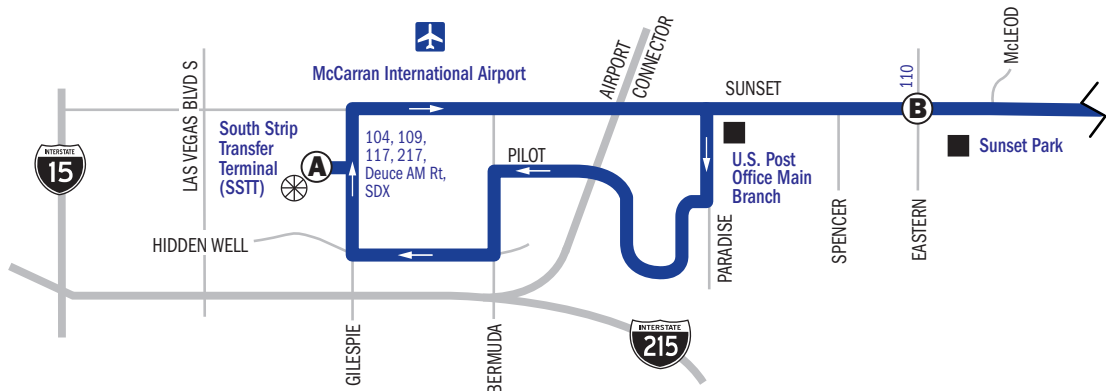 McCarran International Airport
LAS VEGAS BLVD S
AIRPORT
CONNECTOR
SUNSET
110
McLEOD
B
South Strip
Transfer
Terminal
(SSTT)
A
104, 109,
117, 217,
Deuce AM Rt,
SDX
PILOT
U.S. Post
Office Main
Branch
Sunset Park
INTERSTATE
15
HIDDEN WELL
PARADISE
SPENCER
EASTERN
GILESPIE
BERMUDA
INTERSTATE
215